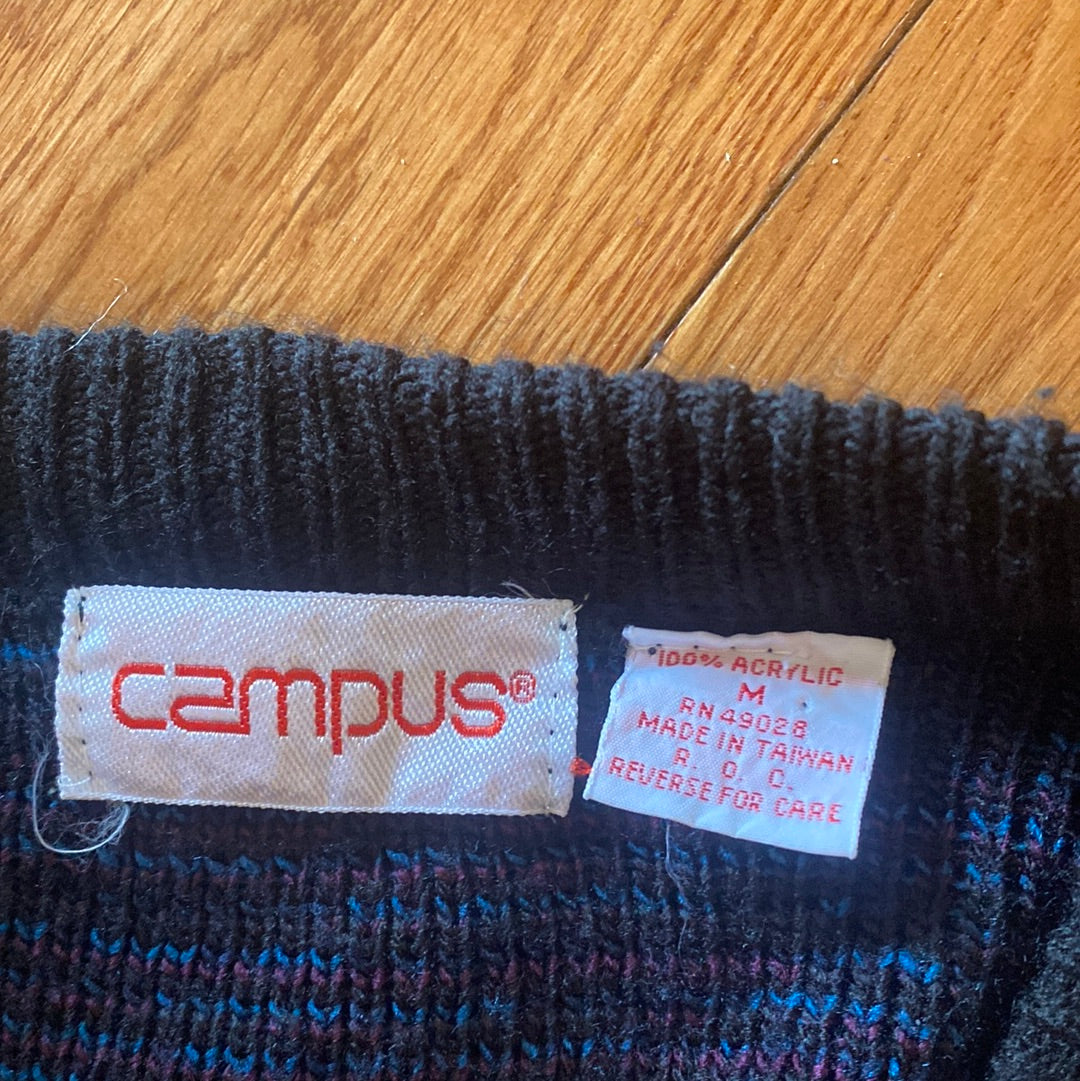 campus®
100% ACRYLIC
M
RN 49028
MADE IN TAIWAN
R. O. C.
REVERSE FOR CARE